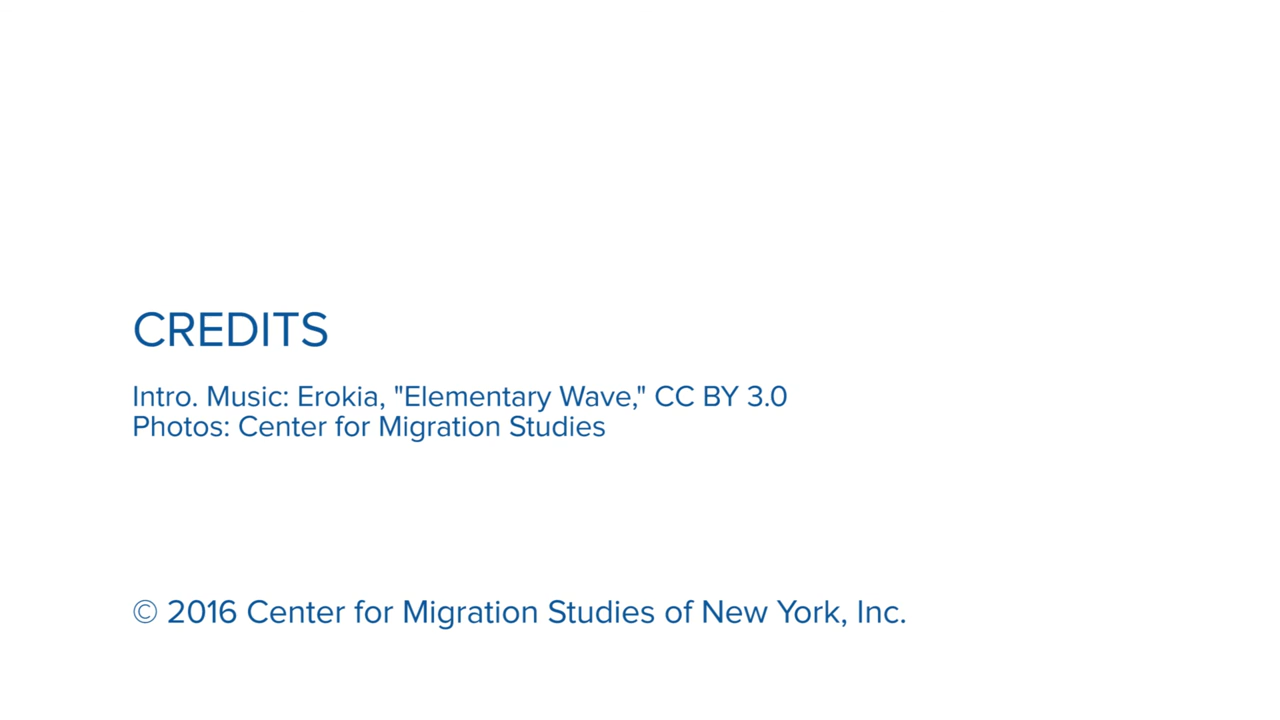 CREDITS
Intro. Music: Erokia, "Elementary Wave," CC BY 3.0
Photos: Center for Migration Studies
© 2016 Center for Migration Studies of New York, Inc.